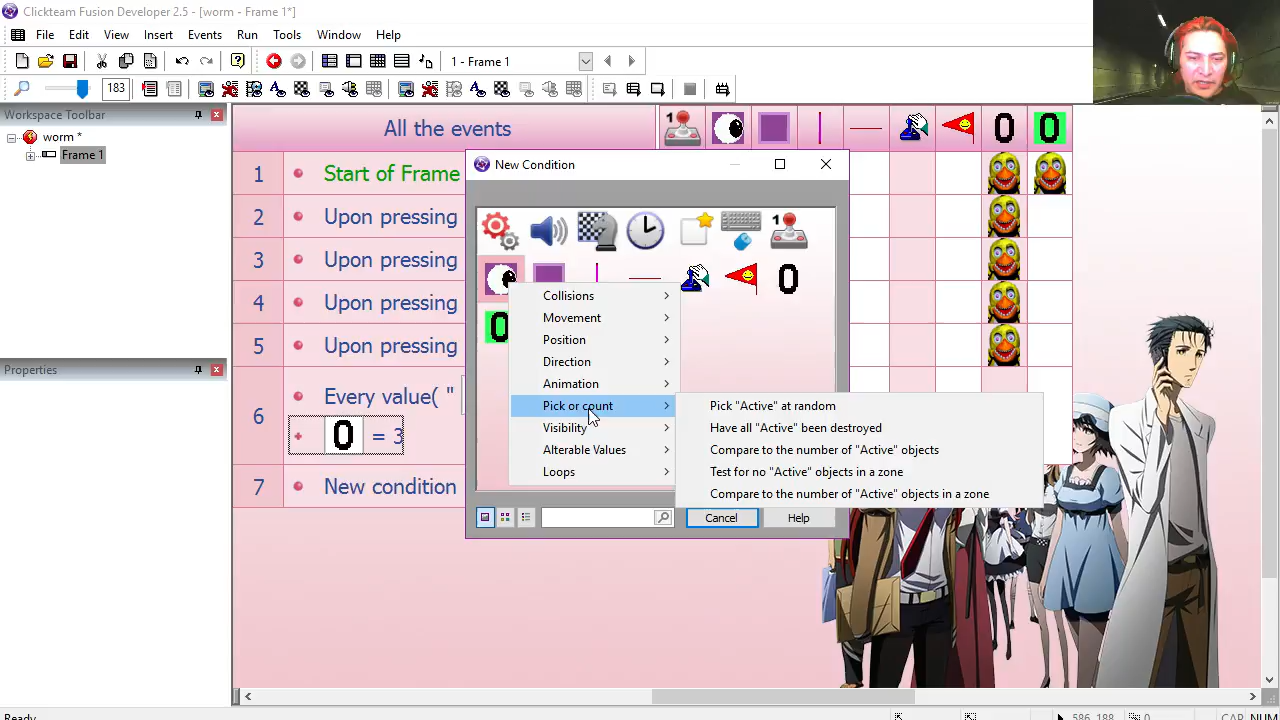 Clickteam Fusion Developer 2.5 - [worm - Frame 1*]
File Edit View Insert Events Run Tools Window Help
1 - Frame 1
183
Workspace Toolbar
worm *
Frame 1
Properties
All the events
1
0
0
1 Start of Frame
2 Upon pressing
3 Upon pressing
4 Upon pressing
5 Upon pressing
6 Every value( "
0 = 3
7 New condition
New Condition
1
0
0
Collisions
Movement
Position
Direction
Animation
Pick or count
Visibility
Alterable Values
Loops
Pick "Active" at random
Have all "Active" been destroyed
Compare to the number of "Active" objects
Test for no "Active" objects in a zone
Compare to the number of "Active" objects in a zone
Cancel
Help
Ready
586, 188
0
CAP NUM